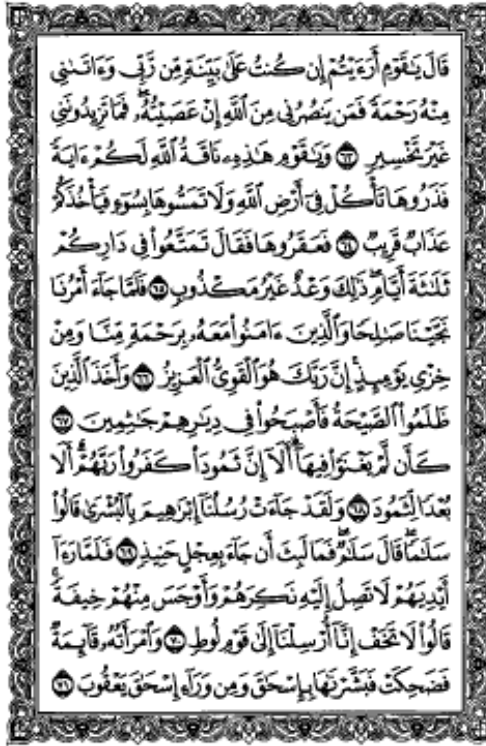 قَالَ يَـٰقَوْمِ أَرَءَيْتُمْ إِن كُنتُ عَلَىٰ بَيِّنَةٍ مِّن رَّبِّى وَءَاتَىٰنِى
مِنْهُ رَحْمَةً فَمَن يَنصُرُنِى مِنَ ٱللَّهِ إِنْ عَصَيْتُهُۥ ۖ فَمَا تَزِيدُونَنِى
غَيْرَ تَخْسِيرٍ ٦٣ وَيَـٰقَوْمِ هَـٰذِهِۦ نَاقَةُ ٱللَّهِ لَكُمْ ءَايَةً
فَذَرُوهَا تَأْكُلْ فِىٓ أَرْضِ ٱللَّهِ وَلَا تَمَسُّوهَا بِسُوٓءٍ فَيَأْخُذَكُمْ
عَذَابٌ قَرِيبٌ ٦٤ فَعَقَرُوهَا فَقَالَ تَمَتَّعُوا۟ فِى دَارِكُمْ
ثَلَـٰثَةَ أَيَّامٍ ۖ ذَٰلِكَ وَعْدٌ غَيْرُ مَكْذُوبٍ ٦٥ فَلَمَّا جَآءَ أَمْرُنَا
نَجَّيْنَا صَـٰلِحًا وَٱلَّذِينَ ءَامَنُوا۟ مَعَهُۥ بِرَحْمَةٍ مِّنَّا وَمِنْ
خِزْىِ يَوْمِئِذٍ ۗ إِنَّ رَبَّكَ هُوَ ٱلْقَوِىُّ ٱلْعَزِيزُ ٦٦ وَأَخَذَ ٱلَّذِينَ
ظَلَمُوا۟ ٱلصَّيْحَةُ فَأَصْبَحُوا۟ فِى دِيَـٰرِهِمْ جَـٰثِمِينَ ٦٧
كَأَن لَّمْ يَغْنَوْا۟ فِيهَآ ۗ أَلَآ إِنَّ ثَمُودَا۟ كَفَرُوا۟ رَبَّهُمْ ۗ أَلَا
بُعْدًا لِّثَمُودَ ٦٨ وَلَقَدْ جَآءَتْ رُسُلُنَآ إِبْرَٰهِيمَ بِٱلْبُشْرَىٰ قَالُوا۟
سَلَـٰمًا ۖ قَالَ سَلَـٰمٌ ۖ فَمَا لَبِثَ أَن جَآءَ بِعِجْلٍ حَنِيذٍ ٦٩ فَلَمَّا رَءَآ
أَيْدِيَهُمْ لَا تَصِلُ إِلَيْهِ نَكِرَهُمْ وَأَوْجَسَ مِنْهُمْ خِيفَةً ۚ
قَالُوا۟ لَا تَخَفْ إِنَّآ أُرْسِلْنَآ إِلَىٰ قَوْمِ لُوطٍ ٧٠ وَٱمْرَأَتُهُۥ قَآئِمَةٌ
فَضَحِكَتْ فَبَشَّرْنَـٰهَا بِإِسْحَـٰقَ وَمِن وَرَآءِ إِسْحَـٰقَ يَعْقُوبَ ٧١